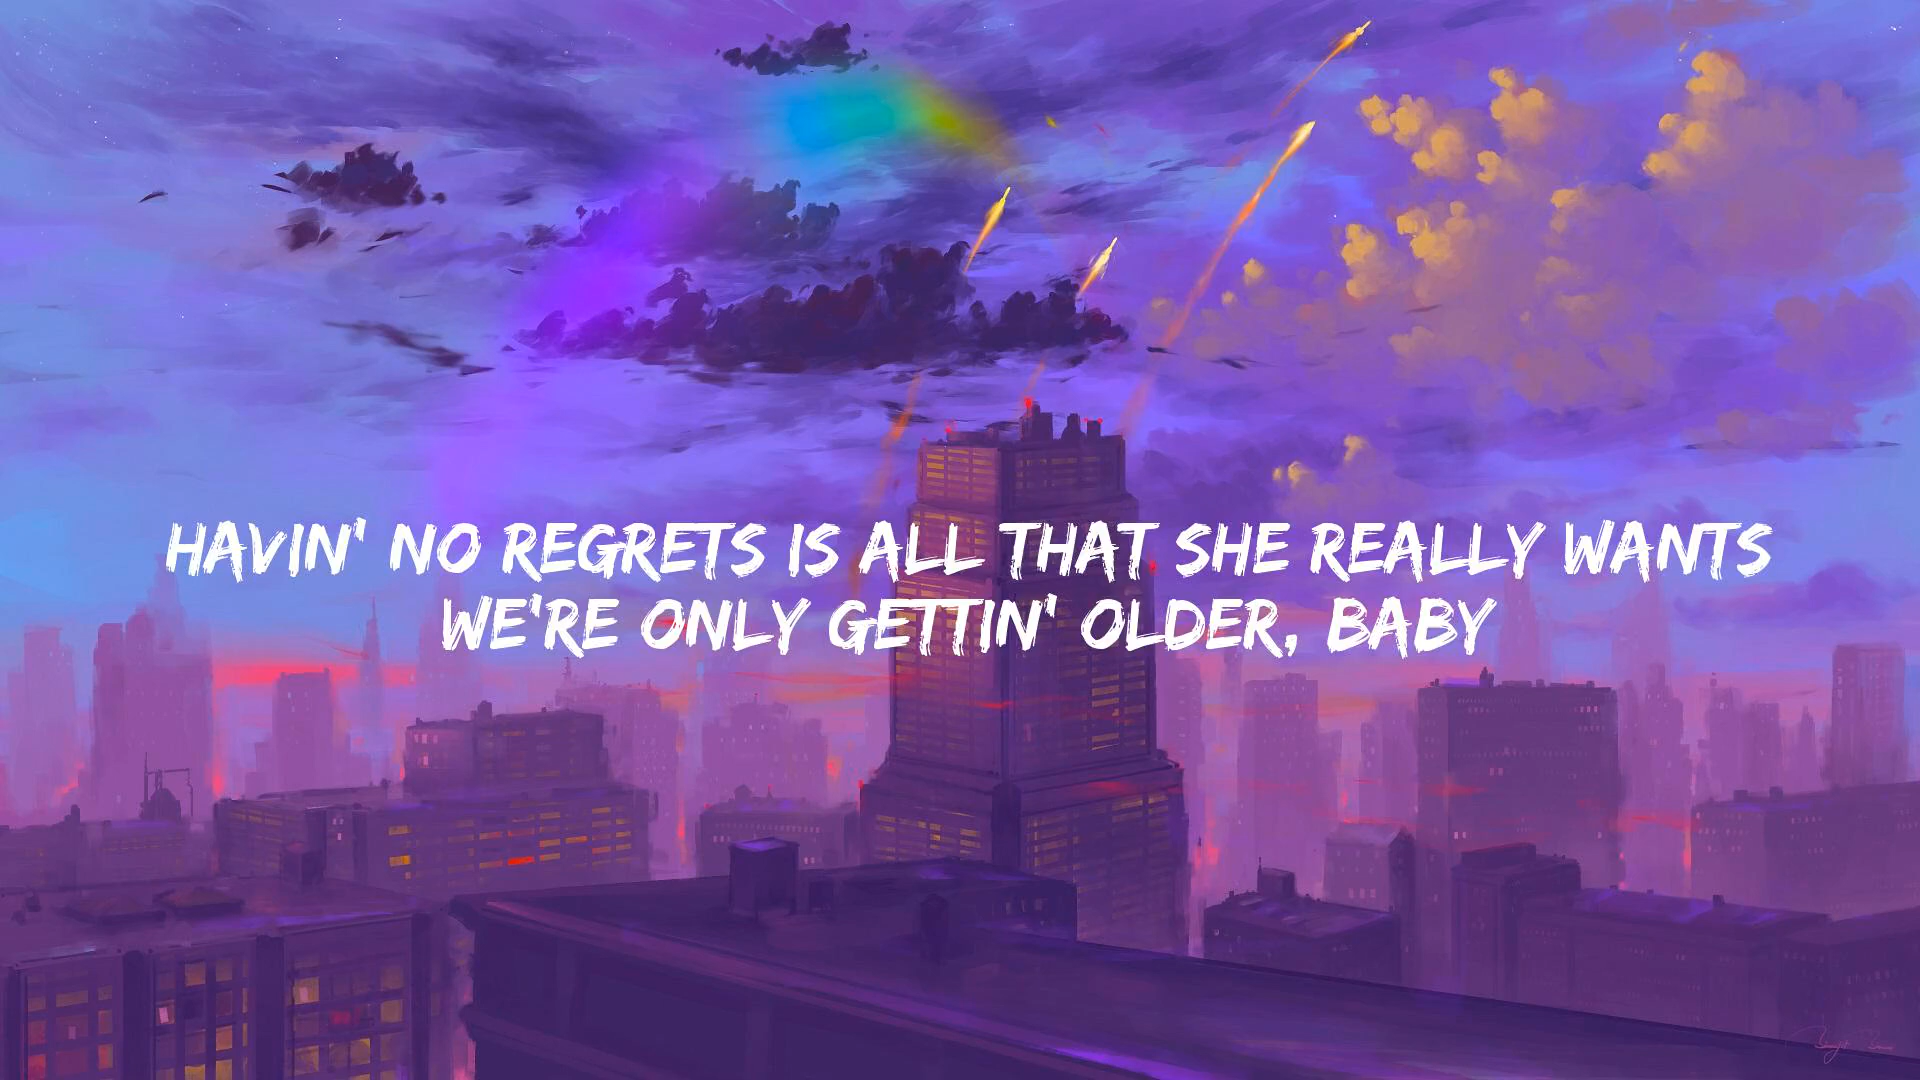 HAVIN' NO REGRETS IS ALL THAT SHE REALLY WANTS
WE'RE ONLY GETTIN' OLDER, BABY